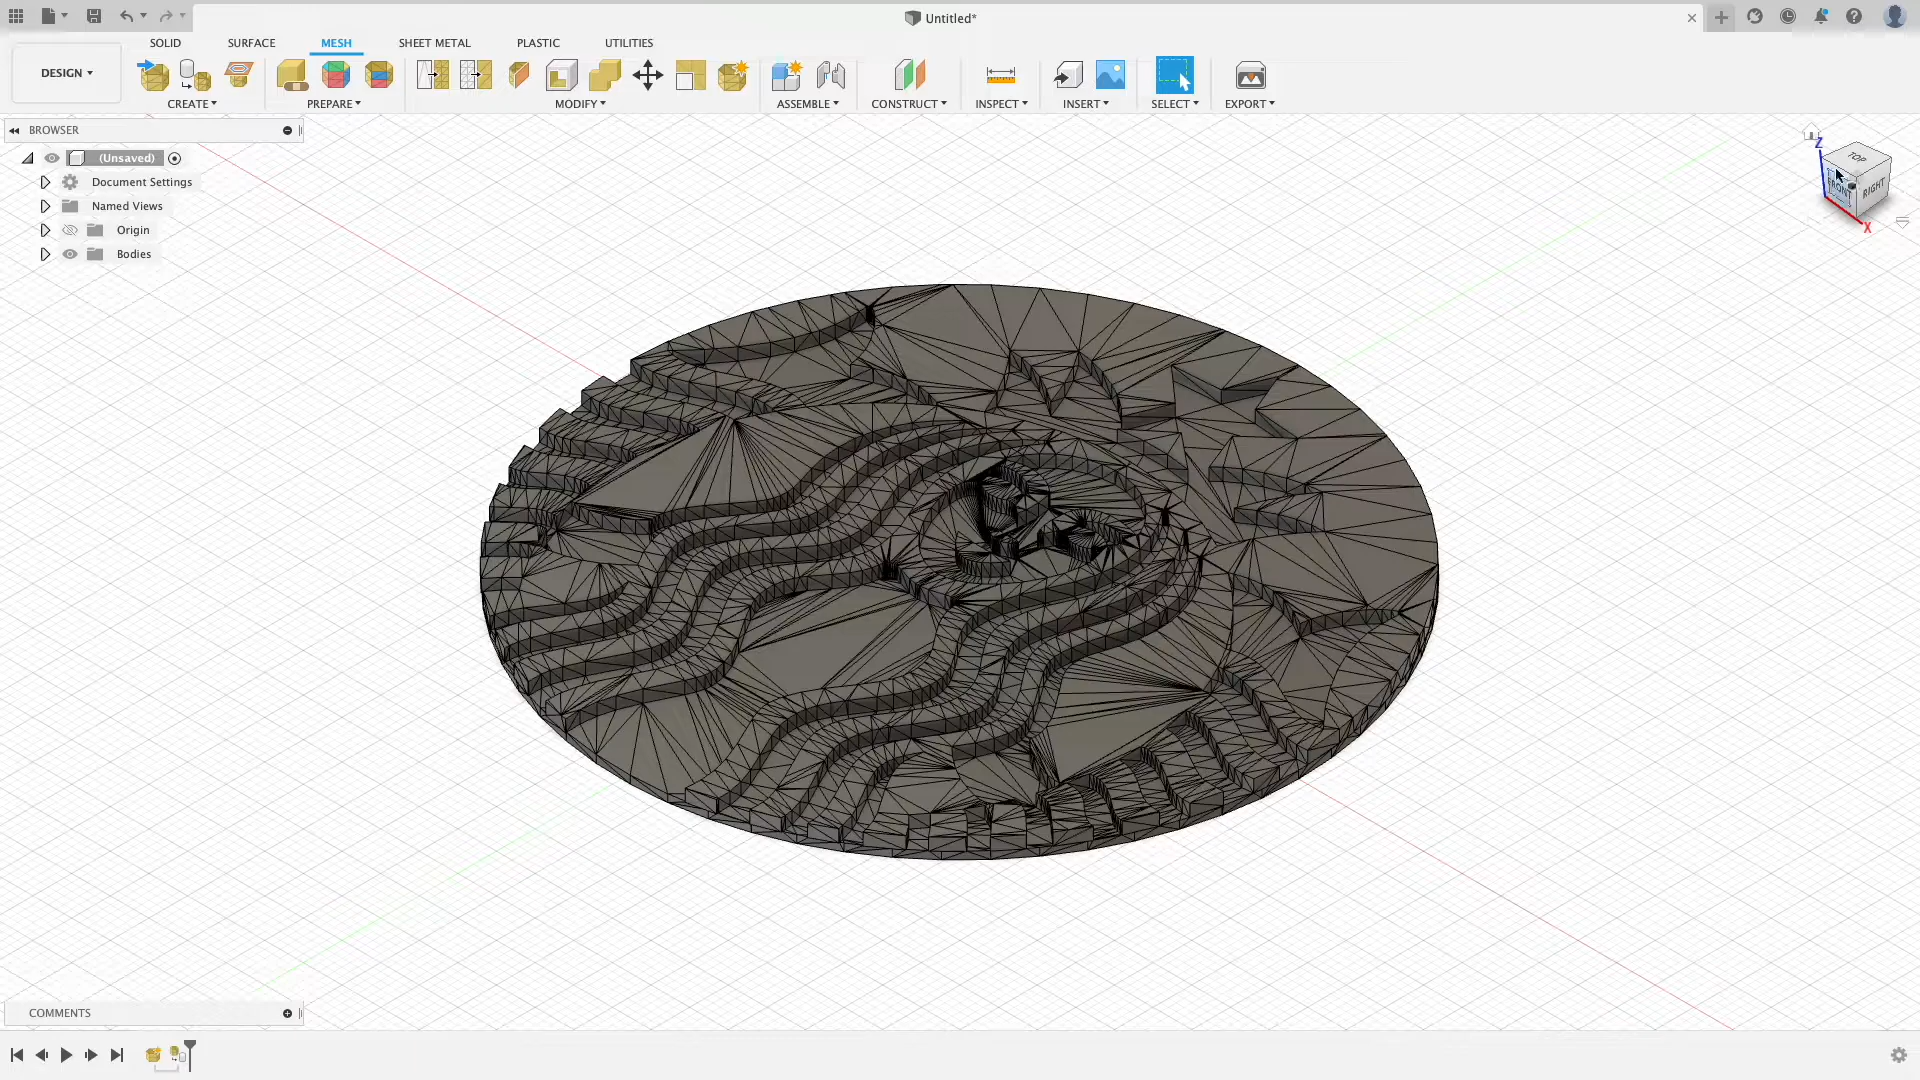 Untitled*
SOLID
SURFACE
MESH
SHEET METAL
PLASTIC
UTILITIES
DESIGN
CREATE
PREPARE
MODIFY
ASSEMBLE
CONSTRUCT
INSPECT
INSERT
SELECT
EXPORT
BROWSER
(Unsaved)
Document Settings
Named Views
Origin
Bodies
Z
TOP
FRONT
RIGHT
X
COMMENTS